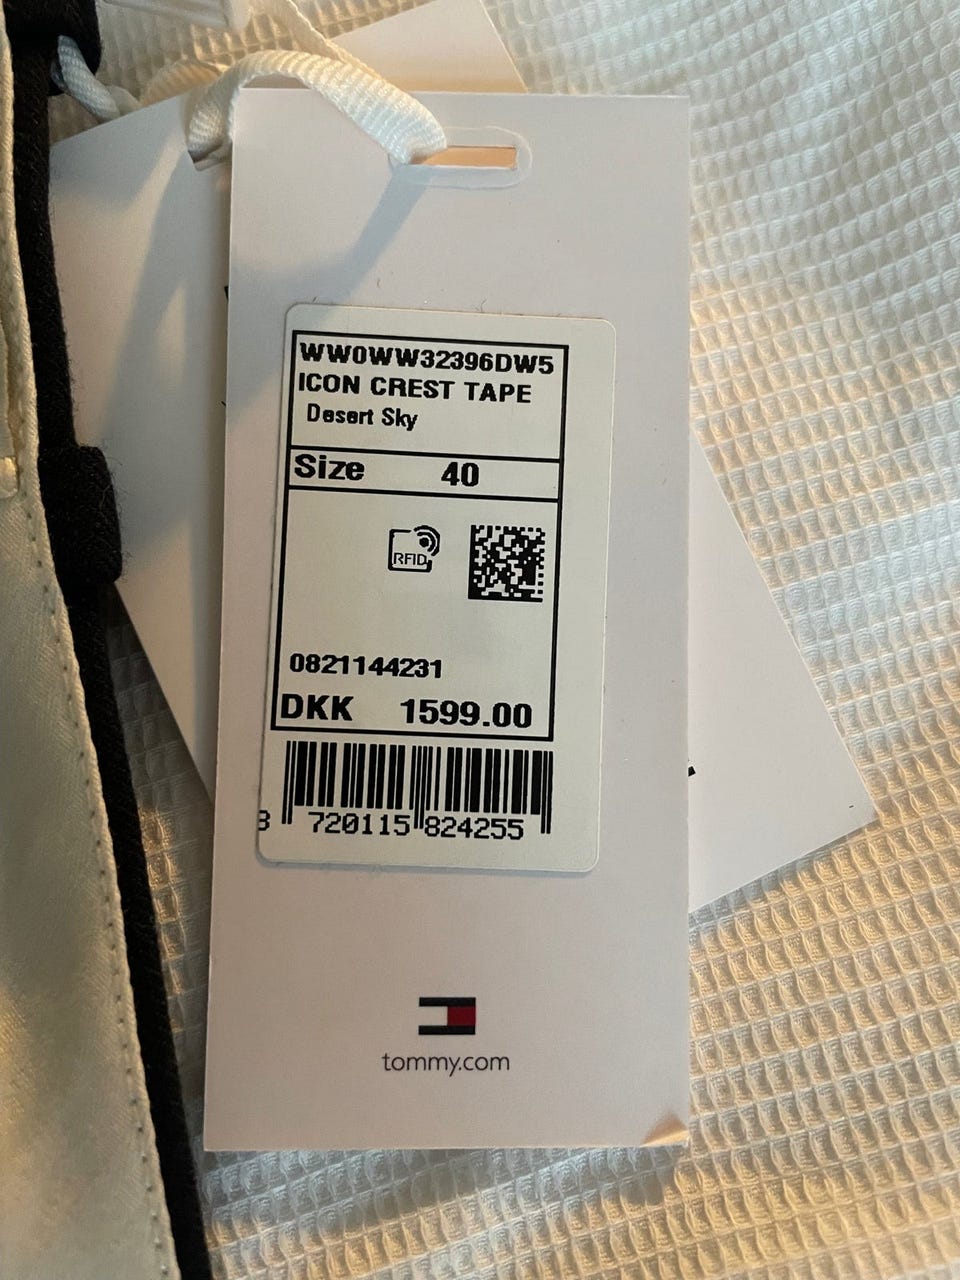 WW0WW32396DW5
ICON CREST TAPE
Desert Sky
Size 40
RFID
0821144231
DKK 1599.00
8 720115 824255
tommy.com